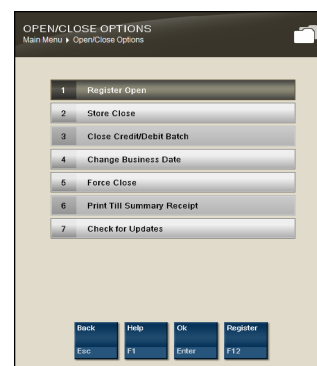 OPEN/CLOSE OPTIONS
Main Menu ▸ Open/Close Options
1 Register Open
2 Store Close
3 Close Credit/Debit Batch
4 Change Business Date
5 Force Close
6 Print Till Summary Receipt
7 Check for Updates
Back Help Ok Register
Esc F1 Enter F12